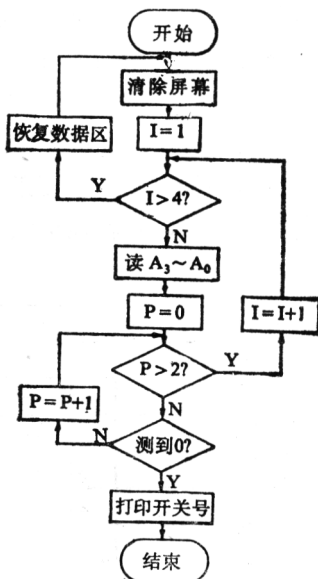 开始
清除屏幕
恢复数据区
I=1
Y
I>4?
N
读 A₃~A₀
P=0
I=I+1
P>2?
Y
P=P+1
N
N
测到0?
Y
打印开关号
结束